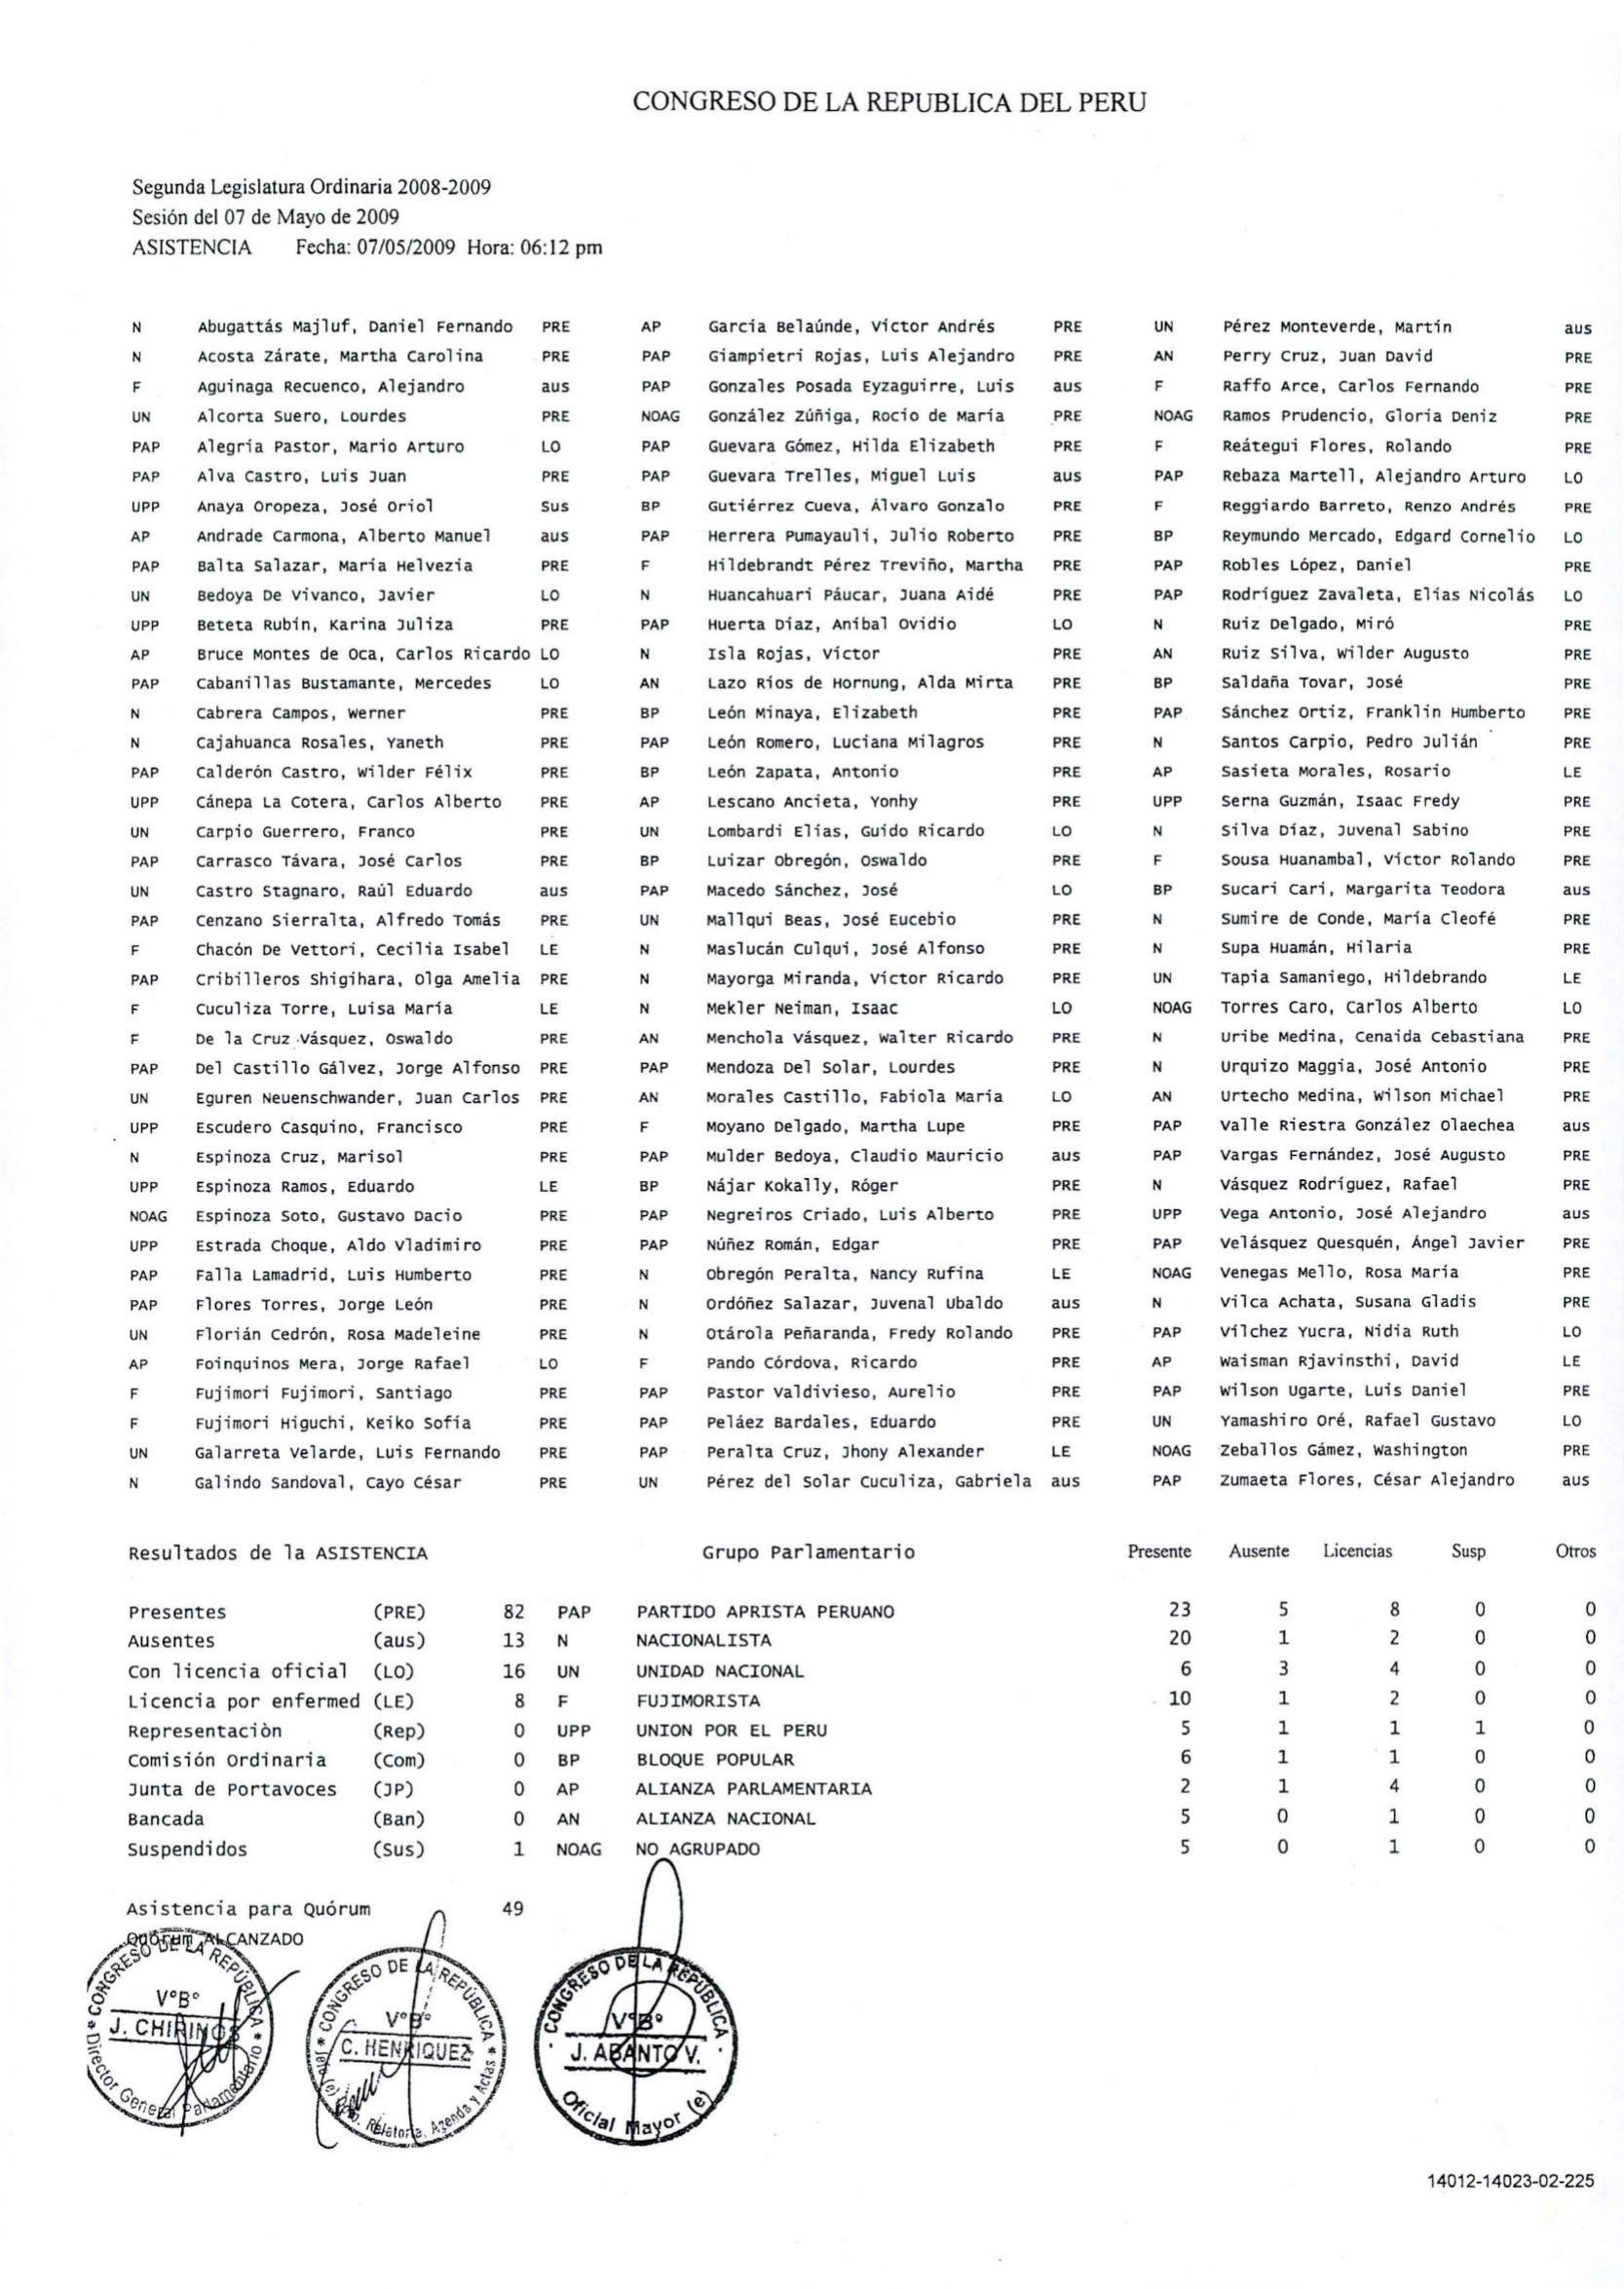 CONGRESO DE LA REPUBLICA DEL PERU
Segunda Legislatura Ordinaria 2008-2009
Sesión del 07 de Mayo de 2009
ASISTENCIA Fecha: 07/05/2009 Hora: 06:12 pm
N Abugattás Majluf, Daniel Fernando PRE AP García Belaúnde, Víctor Andrés PRE UN Pérez Monteverde, Martín aus
N Acosta Zárate, Martha Carolina PRE PAP Giampietri Rojas, Luis Alejandro PRE AN Perry Cruz, Juan David PRE
F Aguinaga Recuenco, Alejandro aus PAP Gonzales Posada Eyzaguirre, Luis aus F Raffo Arce, Carlos Fernando PRE
UN Alcorta Suero, Lourdes PRE NOAG González Zúñiga, Rocío de María PRE NOAG Ramos Prudencio, Gloria Deniz PRE
PAP Alegría Pastor, Mario Arturo LO PAP Guevara Gómez, Hilda Elizabeth PRE F Reátegui Flores, Rolando PRE
PAP Alva Castro, Luis Juan PRE PAP Guevara Trelles, Miguel Luis aus PAP Rebaza Martell, Alejandro Arturo LO
UPP Anaya Oropeza, José Oriol Sus BP Gutiérrez Cueva, Álvaro Gonzalo PRE F Reggiardo Barreto, Renzo Andrés PRE
AP Andrade Carmona, Alberto Manuel aus PAP Herrera Pumayauli, Julio Roberto PRE BP Reymundo Mercado, Edgard Cornelio LO
PAP Balta Salazar, María Helvezia PRE F Hildebrandt Pérez Treviño, Martha PRE PAP Robles López, Daniel PRE
UN Bedoya De Vivanco, Javier LO N Huancahuari Páucar, Juana Aidé PRE PAP Rodríguez Zavaleta, Elías Nicolás LO
UPP Beteta Rubín, Karina Juliza PRE PAP Huerta Díaz, Aníbal Ovidio LO N Ruiz Delgado, Miró PRE
AP Bruce Montes de Oca, Carlos Ricardo LO N Isla Rojas, Víctor PRE AN Ruiz Silva, Wilder Augusto PRE
PAP Cabanillas Bustamante, Mercedes LO AN Lazo Ríos de Hornung, Alda Mirta PRE BP Saldaña Tovar, José PRE
N Cabrera Campos, Werner PRE BP León Minaya, Elizabeth PRE PAP Sánchez Ortiz, Franklin Humberto PRE
N Cajahuanca Rosales, Yaneth PRE PAP León Romero, Luciana Milagros PRE N Santos Carpio, Pedro Julián PRE
PAP Calderón Castro, Wilder Félix PRE BP León Zapata, Antonio PRE AP Sasieta Morales, Rosario LE
UPP Cánepa La Cotera, Carlos Alberto PRE AP Lescano Ancieta, Yonhy PRE UPP Serna Guzmán, Isaac Fredy PRE
UN Carpio Guerrero, Franco PRE UN Lombardi Elías, Guido Ricardo LO N Silva Díaz, Juvenal Sabino PRE
PAP Carrasco Távara, José Carlos PRE BP Luizar Obregón, Oswaldo PRE F Sousa Huanambal, Víctor Rolando PRE
UN Castro Stagnaro, Raúl Eduardo aus PAP Macedo Sánchez, José LO BP Sucari Cari, Margarita Teodora aus
PAP Cenzano Sierralta, Alfredo Tomás PRE UN Mallqui Beas, José Eucebio PRE N Sumire de Conde, María Cleofé PRE
F Chacón De Vettori, Cecilia Isabel LE N Maslucán Culqui, José Alfonso PRE N Supa Huamán, Hilaria PRE
PAP Cribilleros Shigihara, Olga Amelia PRE N Mayorga Miranda, Víctor Ricardo PRE UN Tapia Samaniego, Hildebrando LE
F Cuculiza Torre, Luisa María LE N Mekler Neiman, Isaac LO NOAG Torres Caro, Carlos Alberto LO
F De la Cruz Vásquez, Oswaldo PRE AN Menchola Vásquez, Walter Ricardo PRE N Uribe Medina, Cenaida Cebastiana PRE
PAP Del Castillo Gálvez, Jorge Alfonso PRE PAP Mendoza Del Solar, Lourdes PRE N Urquizo Maggia, José Antonio PRE
UN Eguren Neuenschwander, Juan Carlos PRE AN Morales Castillo, Fabiola María LO AN Urtecho Medina, Wilson Michael PRE
UPP Escudero Casquino, Francisco PRE F Moyano Delgado, Martha Lupe PRE PAP Valle Riestra González Olaechea aus
N Espinoza Cruz, Marisol PRE PAP Mulder Bedoya, Claudio Mauricio aus PAP Vargas Fernández, José Augusto PRE
UPP Espinoza Ramos, Eduardo LE BP Nájar Kokally, Róger PRE N Vásquez Rodríguez, Rafael PRE
NOAG Espinoza Soto, Gustavo Dacio PRE PAP Negreiros Criado, Luis Alberto PRE UPP Vega Antonio, José Alejandro aus
UPP Estrada Choque, Aldo Vladimiro PRE PAP Núñez Román, Edgar PRE PAP Velásquez Quesquén, Ángel Javier PRE
PAP Falla Lamadrid, Luis Humberto PRE N Obregón Peralta, Nancy Rufina LE NOAG Venegas Mello, Rosa María PRE
PAP Flores Torres, Jorge León PRE N Ordóñez Salazar, Juvenal Ubaldo aus N Vilca Achata, Susana Gladis PRE
UN Florián Cedrón, Rosa Madeleine PRE N Otárola Peñaranda, Fredy Rolando PRE PAP Vílchez Yucra, Nidia Ruth LO
AP Foinquinos Mera, Jorge Rafael LO F Pando Córdova, Ricardo PRE AP Waisman Rjavinsthi, David LE
F Fujimori Fujimori, Santiago PRE PAP Pastor Valdivieso, Aurelio PRE PAP Wilson Ugarte, Luis Daniel PRE
F Fujimori Higuchi, Keiko Sofía PRE PAP Peláez Bardales, Eduardo PRE UN Yamashiro Oré, Rafael Gustavo LO
UN Galarreta Velarde, Luis Fernando PRE PAP Peralta Cruz, Jhony Alexander LE NOAG Zeballos Gámez, Washington PRE
N Galindo Sandoval, Cayo César PRE UN Pérez del Solar Cuculiza, Gabriela aus PAP Zumaeta Flores, César Alejandro aus
Resultados de la ASISTENCIA Grupo Parlamentario Presente Ausente Licencias Susp Otros
Presentes (PRE) 82 PAP PARTIDO APRISTA PERUANO 23 5 8 0 0
Ausentes (aus) 13 N NACIONALISTA 20 1 2 0 0
Con licencia oficial (LO) 16 UN UNIDAD NACIONAL 6 3 4 0 0
Licencia por enfermed (LE) 8 F FUJIMORISTA 10 1 2 0 0
Representaciòn (Rep) 0 UPP UNION POR EL PERU 5 1 1 1 0
Comisión Ordinaria (Com) 0 BP BLOQUE POPULAR 6 1 1 0 0
Junta de Portavoces (JP) 0 AP ALIANZA PARLAMENTARIA 2 1 4 0 0
Bancada (Ban) 0 AN ALIANZA NACIONAL 5 0 1 0 0
Suspendidos (Sus) 1 NOAG NO AGRUPADO 5 0 1 0 0
Asistencia para Quórum 49
Quórum ALCANZADO
CONGRESO DE LA REPÚBLICA
V°B°
J. CHIRINOS
Director General Parlamentario
CONGRESO DE LA REPÚBLICA
V°B°
C. HENRIQUEZ
Jefe (e) Relatoría, Agenda y Actas
CONGRESO DE LA REPÚBLICA
V°B°
J. ABANTO V.
Oficial Mayor (e)
14012-14023-02-225